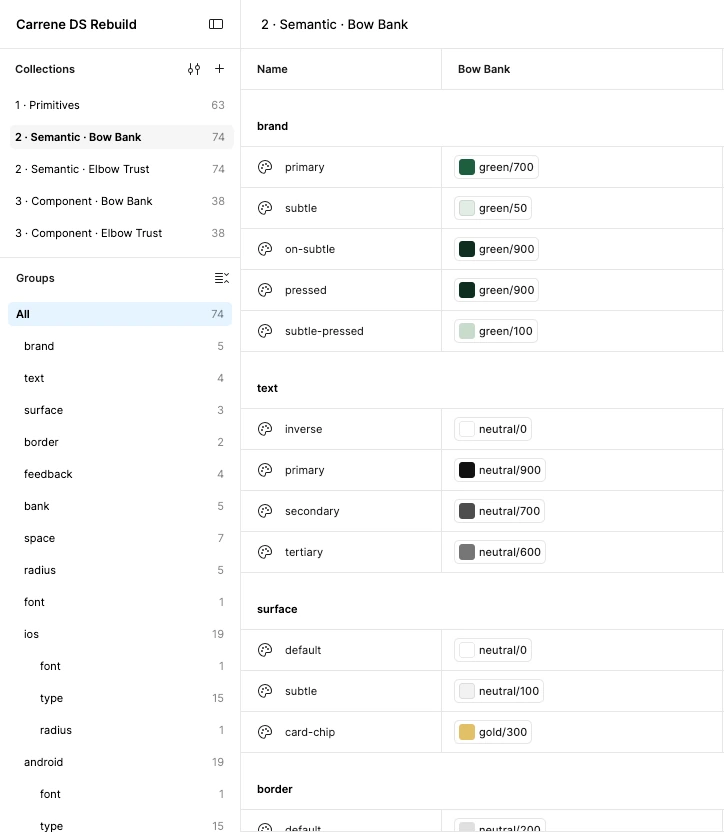 Carrene DS Rebuild
Collections
1 · Primitives 63
2 · Semantic · Bow Bank 74
2 · Semantic · Elbow Trust 74
3 · Component · Bow Bank 38
3 · Component · Elbow Trust 38
Groups
All 74
brand 5
text 4
surface 3
border 2
feedback 4
bank 5
space 7
radius 5
font 1
ios 19
font 1
type 15
radius 1
android 19
font 1
type 15
2 · Semantic · Bow Bank
Name Bow Bank
brand
primary green/700
subtle green/50
on-subtle green/900
pressed green/900
subtle-pressed green/100
text
inverse neutral/0
primary neutral/900
secondary neutral/700
tertiary neutral/600
surface
default neutral/0
subtle neutral/100
card-chip gold/300
border
default neutral/200